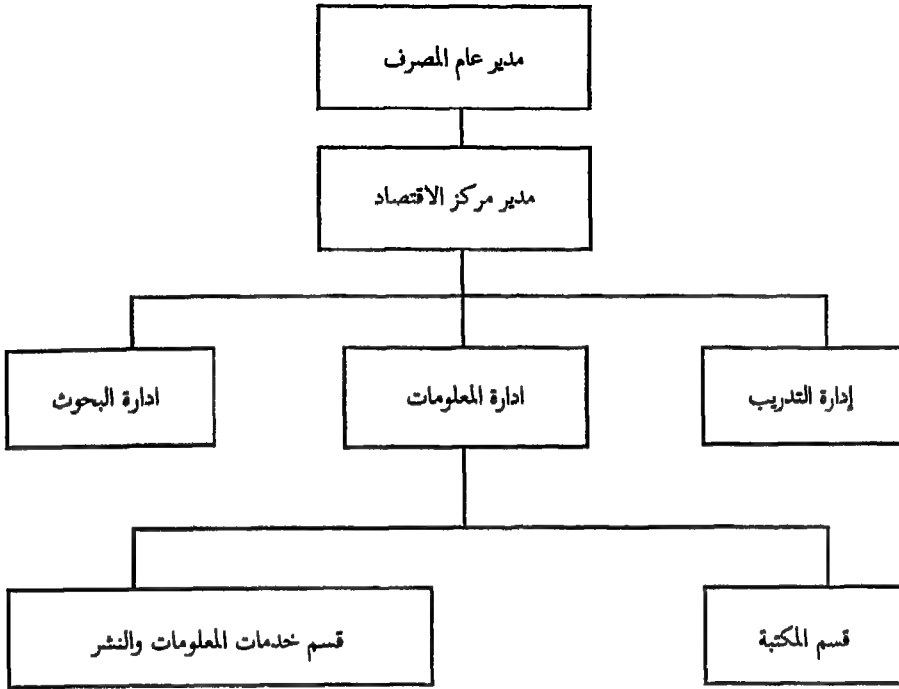 مدير عام المصرف
مدير مركز الاقتصاد
إدارة التدريب
ادارة المعلومات
ادارة البحوث
قسم المكتبة
قسم خدمات المعلومات والنشر